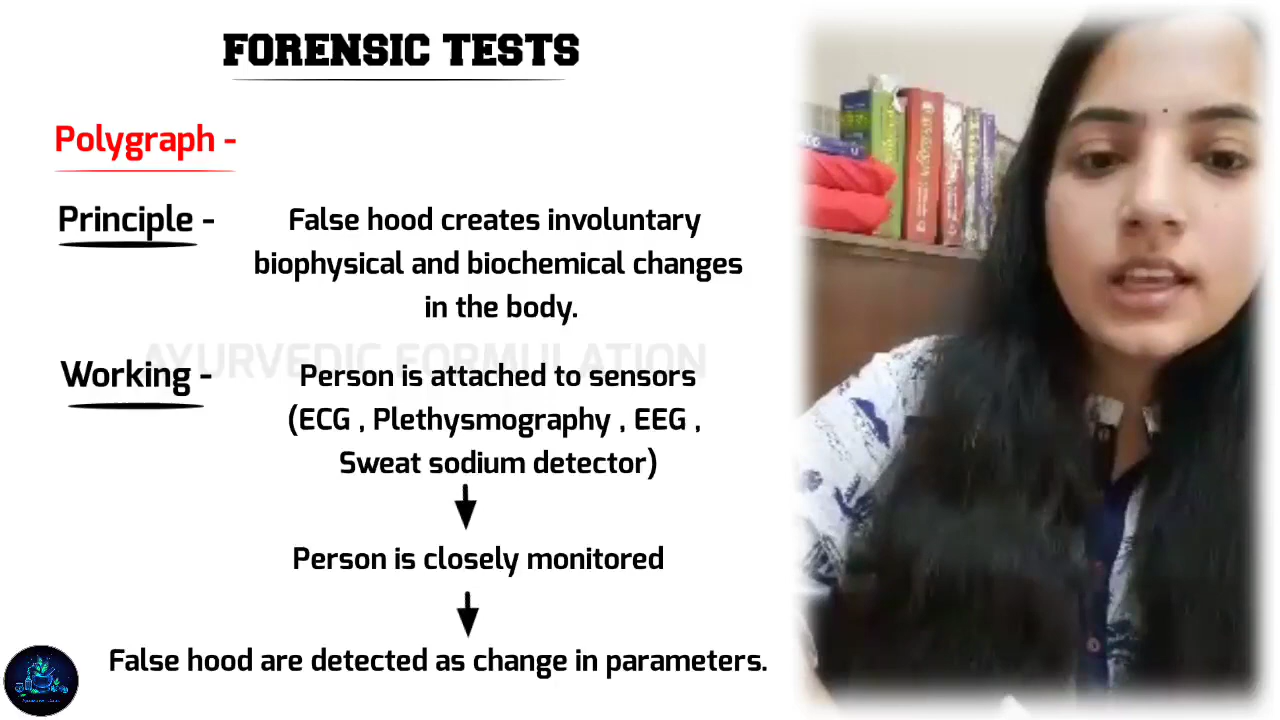 FORENSIC TESTS
Polygraph -
Principle -
False hood creates involuntary
biophysical and biochemical changes
in the body.
AYURVEDIC FORMULATION
Working -
Person is attached to sensors
(ECG , Plethysmography , EEG ,
Sweat sodium detector)
Person is closely monitored
False hood are detected as change in parameters.